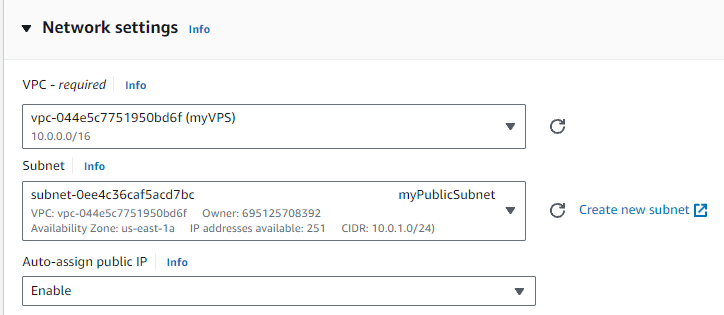 Network settings Info
VPC - required Info
vpc-044e5c7751950bd6f (myVPS)
10.0.0.0/16
Subnet Info
subnet-0ee4c36caf5acd7bc myPublicSubnet
VPC: vpc-044e5c7751950bd6f Owner: 695125708392
Availability Zone: us-east-1a IP addresses available: 251 CIDR: 10.0.1.0/24)
Create new subnet
Auto-assign public IP Info
Enable